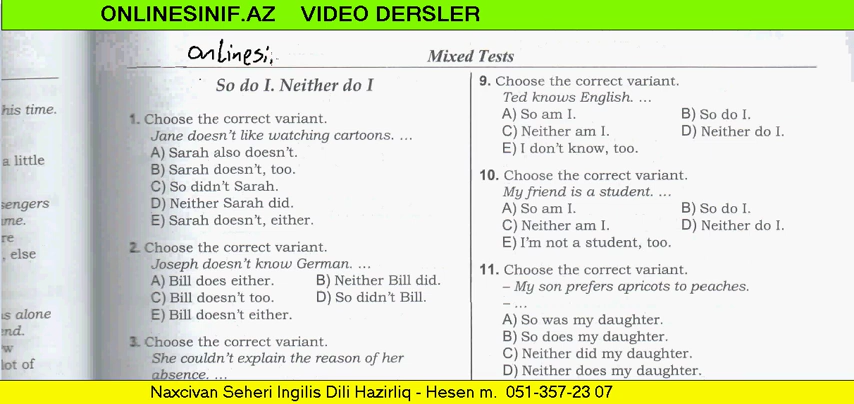 ONLINESINIF.AZ VIDEO DERSLER
onlinesi
Mixed Tests
his time.
a little
sengers
me.
re
, else
s alone
nd.
w
lot of
So do I. Neither do I
1. Choose the correct variant.
Jane doesn't like watching cartoons. ...
A) Sarah also doesn't.
B) Sarah doesn't, too.
C) So didn't Sarah.
D) Neither Sarah did.
E) Sarah doesn't, either.
2. Choose the correct variant.
Joseph doesn't know German. ...
A) Bill does either. B) Neither Bill did.
C) Bill doesn't too. D) So didn't Bill.
E) Bill doesn't either.
3. Choose the correct variant.
She couldn't explain the reason of her
absence. ...
9. Choose the correct variant.
Ted knows English. ...
A) So am I. B) So do I.
C) Neither am I. D) Neither do I.
E) I don't know, too.
10. Choose the correct variant.
My friend is a student. ...
A) So am I. B) So do I.
C) Neither am I. D) Neither do I.
E) I'm not a student, too.
11. Choose the correct variant.
– My son prefers apricots to peaches.
– ...
A) So was my daughter.
B) So does my daughter.
C) Neither did my daughter.
D) Neither does my daughter.
Naxcivan Seheri Ingilis Dili Hazirliq - Hesen m. 051-357-23 07